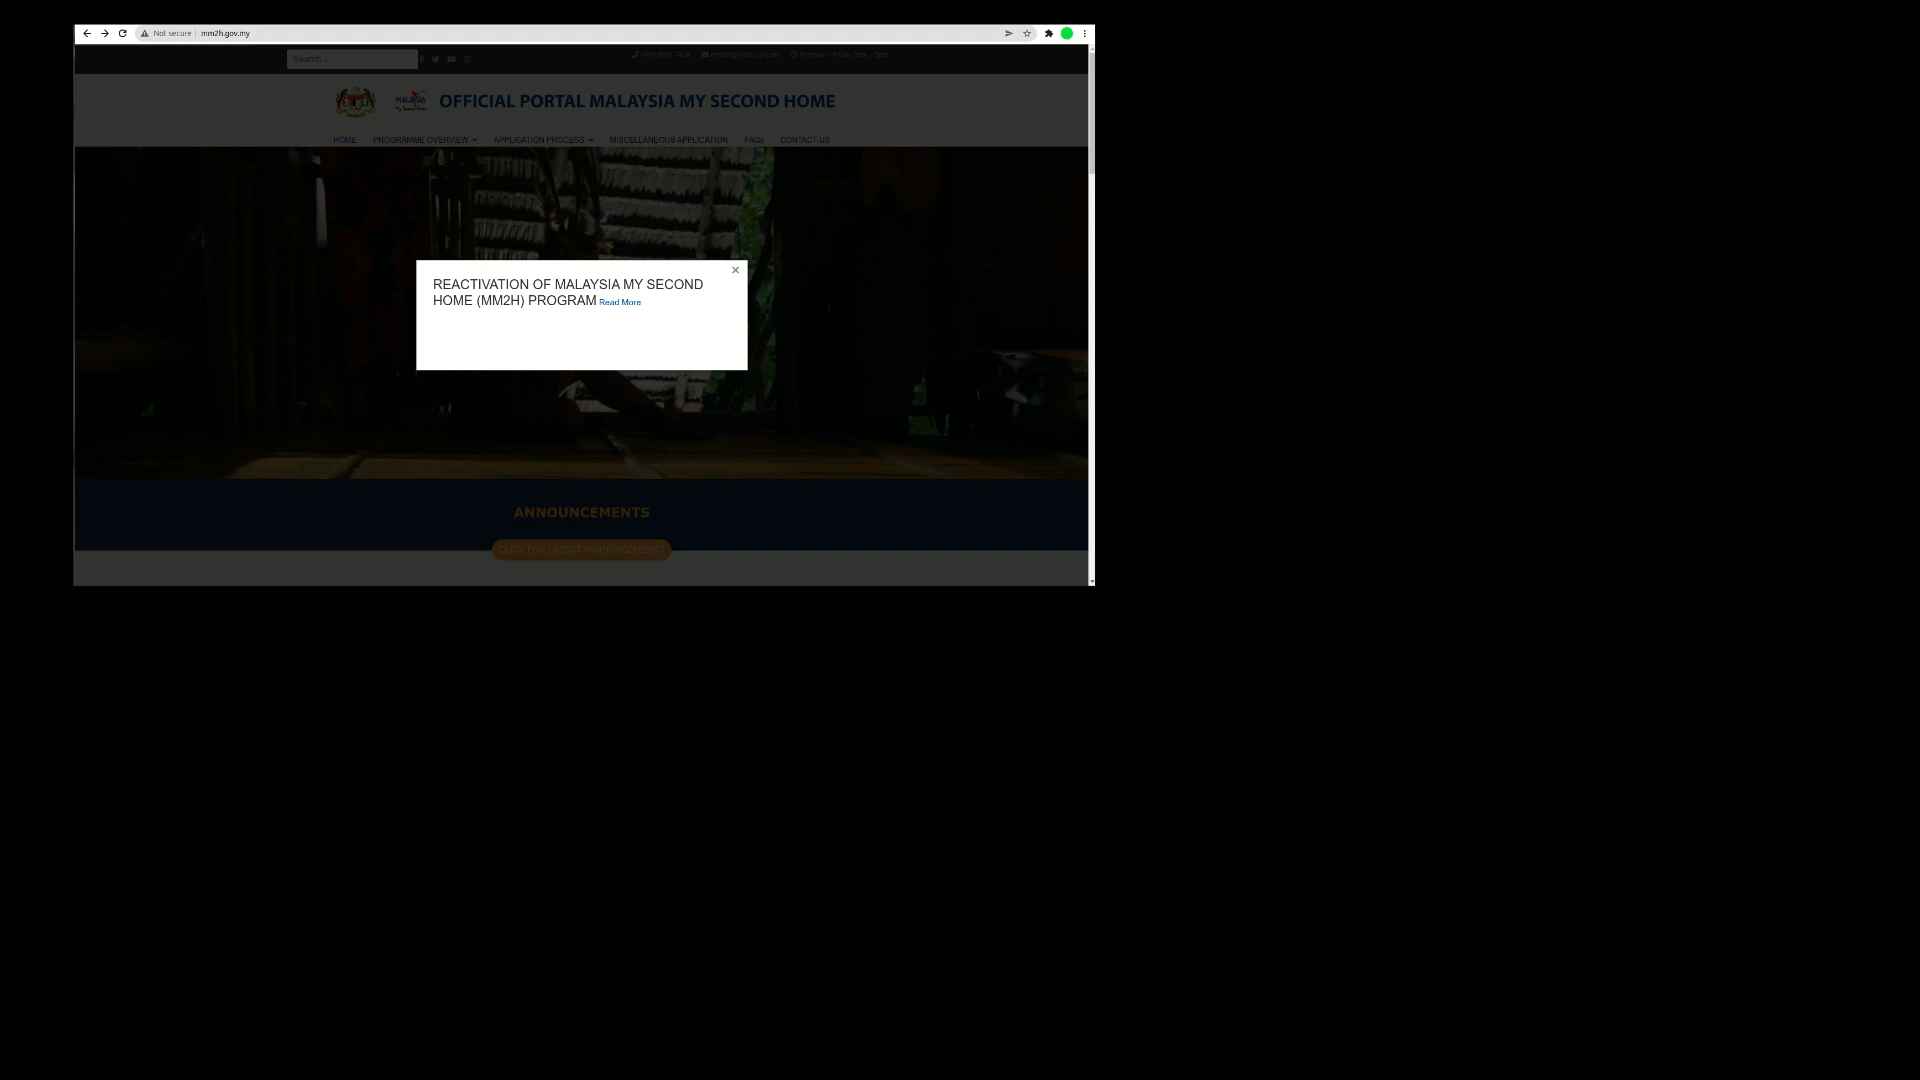 Not secure mm2h.gov.my
Search ...
OFFICIAL PORTAL MALAYSIA MY SECOND HOME
HOME PROGRAMME OVERVIEW APPLICATION PROCESS MISCELLANEOUS APPLICATION FAQs CONTACT US
REACTIVATION OF MALAYSIA MY SECOND
HOME (MM2H) PROGRAM Read More
ANNOUNCEMENTS
CLICK FOR LATEST ANNOUNCEMENTS